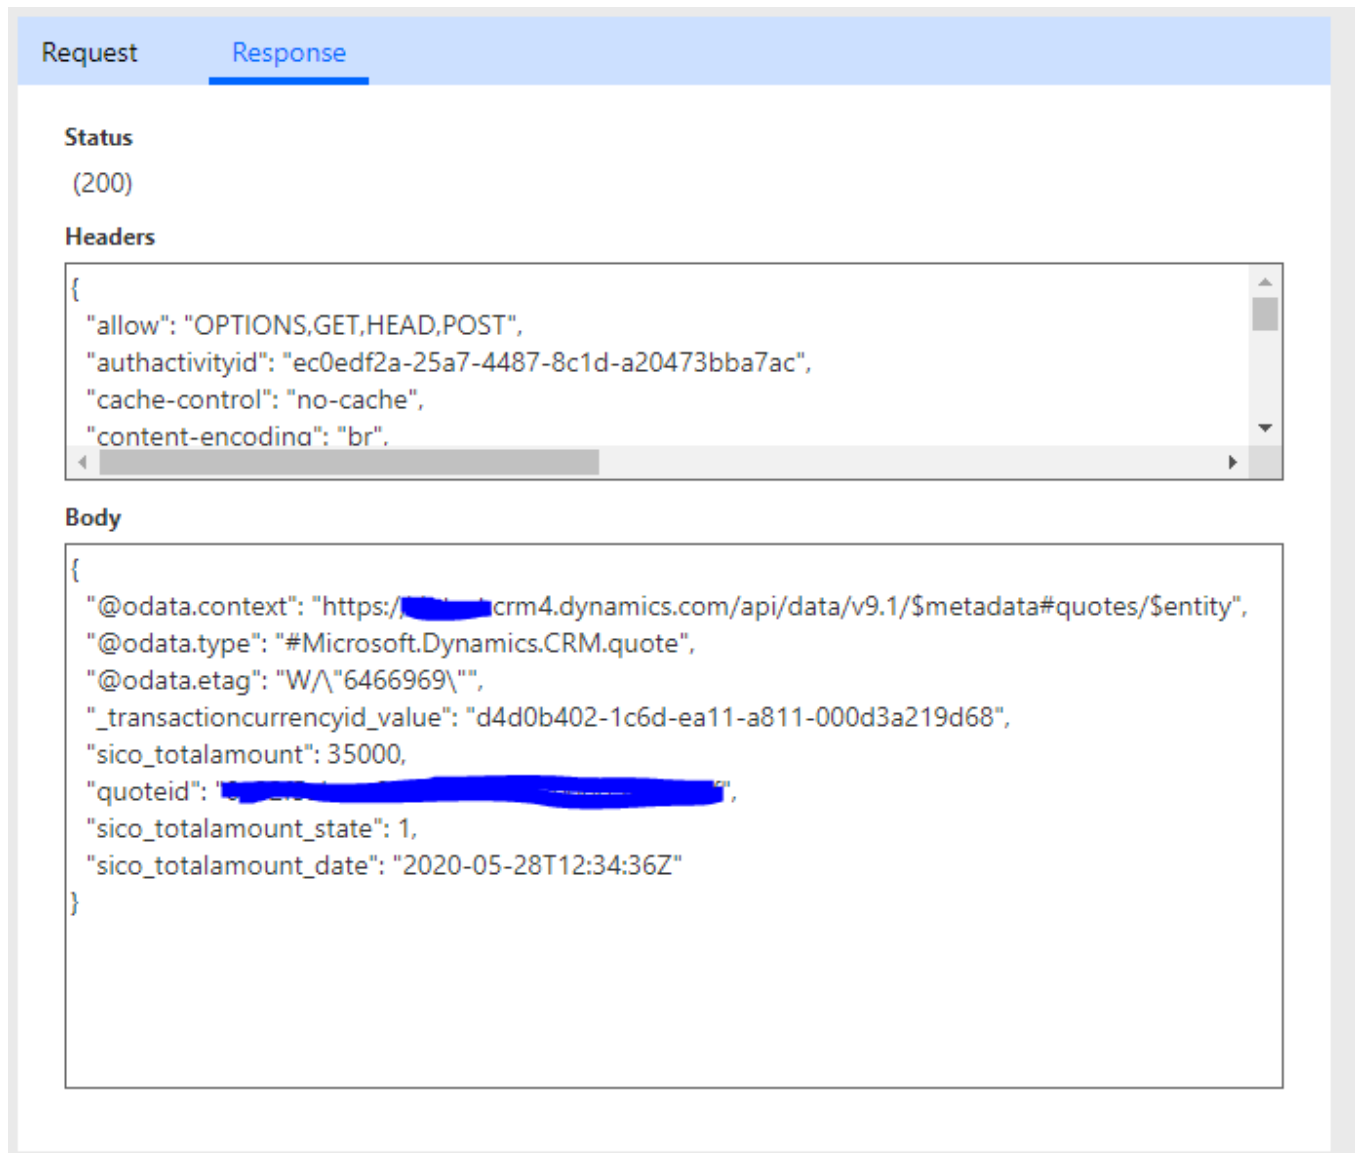 Request Response
Status
(200)
Headers
{
"allow": "OPTIONS,GET,HEAD,POST",
"authactivityid": "ec0edf2a-25a7-4487-8c1d-a20473bba7ac",
"cache-control": "no-cache",
"content-encoding": "br",
Body
{
"@odata.context": "https:/ crm4.dynamics.com/api/data/v9.1/$metadata#quotes/$entity",
"@odata.type": "#Microsoft.Dynamics.CRM.quote",
"@odata.etag": "W/\"6466969\"",
"_transactioncurrencyid_value": "d4d0b402-1c6d-ea11-a811-000d3a219d68",
"sico_totalamount": 35000,
"quoteid": " ",
"sico_totalamount_state": 1,
"sico_totalamount_date": "2020-05-28T12:34:36Z"
}